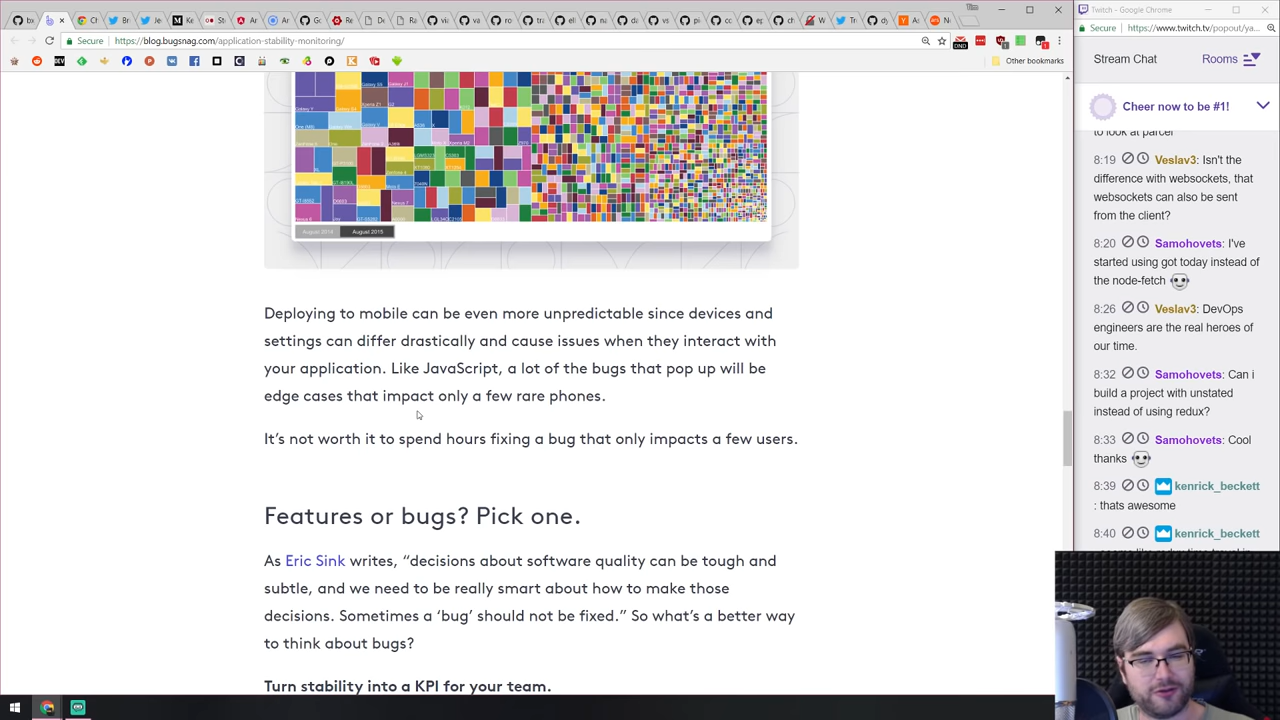 Secure
https://blog.bugsnag.com/application-stability-monitoring/
Other bookmarks
August 2014
August 2015
Deploying to mobile can be even more unpredictable since devices and
settings can differ drastically and cause issues when they interact with
your application. Like JavaScript, a lot of the bugs that pop up will be
edge cases that impact only a few rare phones.
It's not worth it to spend hours fixing a bug that only impacts a few users.
Features or bugs? Pick one.
As Eric Sink writes, “decisions about software quality can be tough and
subtle, and we need to be really smart about how to make those
decisions. Sometimes a ‘bug’ should not be fixed.” So what’s a better way
to think about bugs?
Turn stability into a KPI for your team.
Twitch - Google Chrome
Secure
https://www.twitch.tv/popout/ya...
Stream Chat
Rooms
Cheer now to be #1!
to look at parcel
8:19 Veslav3: Isn't the
difference with websockets, that
websockets can also be sent
from the client?
8:20 Samohovets: I've
started using got today instead of
the node-fetch
8:26 Veslav3: DevOps
engineers are the real heroes of
our time.
8:32 Samohovets: Can i
build a project with unstated
instead of using redux?
8:33 Samohovets: Cool
thanks
8:39 kenrick_beckett
: thats awesome
8:40 kenrick_beckett